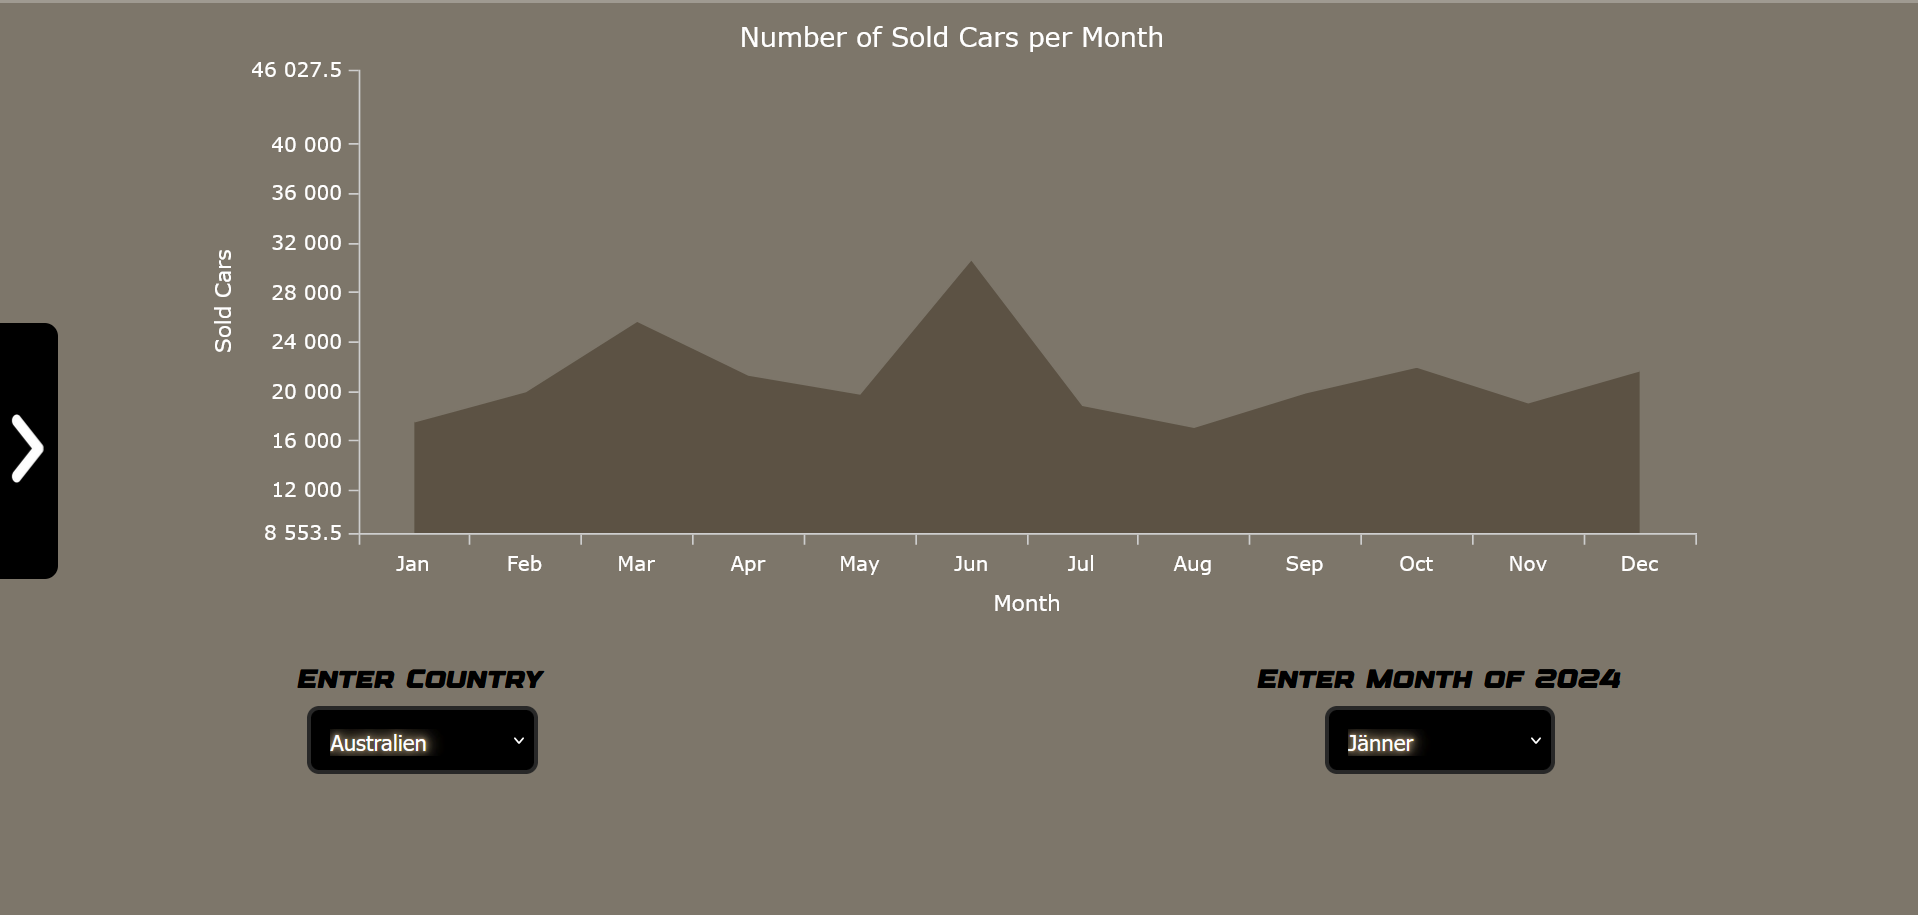 Number of Sold Cars per Month
46 027.5
40 000
36 000
32 000
28 000
24 000
20 000
16 000
12 000
8 553.5
Sold Cars
Jan Feb Mar Apr May Jun Jul Aug Sep Oct Nov Dec
Month
Enter Country
Australien
Enter Month of 2024
Jänner